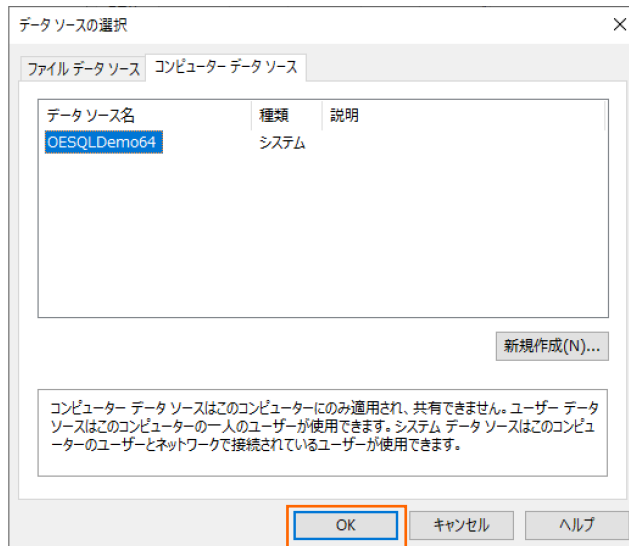 データ ソースの選択
ファイル データ ソース コンピューター データ ソース
データ ソース名 種類 説明
OESQLDemo64 システム
新規作成(N)...
コンピューター データ ソースはこのコンピューターにのみ適用され、共有できません。ユーザー データ
ソースはこのコンピューターの一人のユーザーが使用できます。システム データ ソースはこのコンピュ
ーターのユーザーとネットワークで接続されているユーザーが使用できます。
OK キャンセル ヘルプ